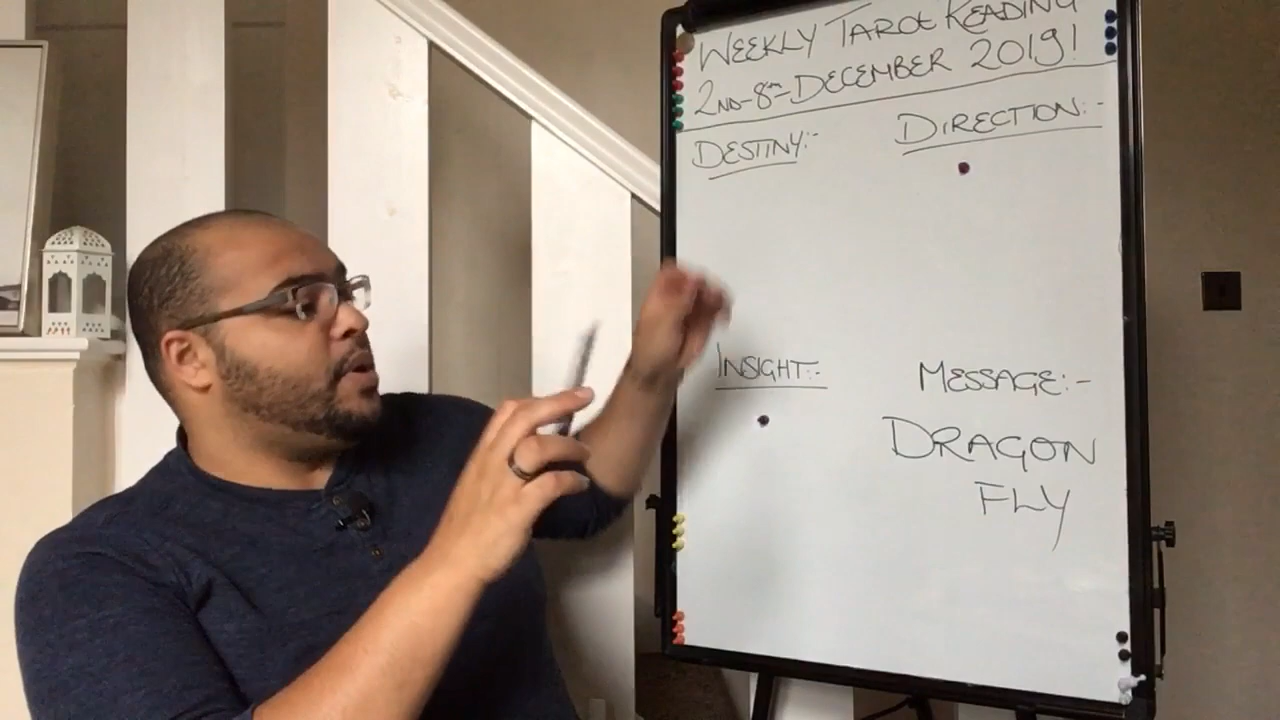 WEEKLY TAROT READING
2ND-8TH-DECEMBER 2019!
DESTINY:-
DIRECTION:-
INSIGHT:-
MESSAGE:-
DRAGON
FLY